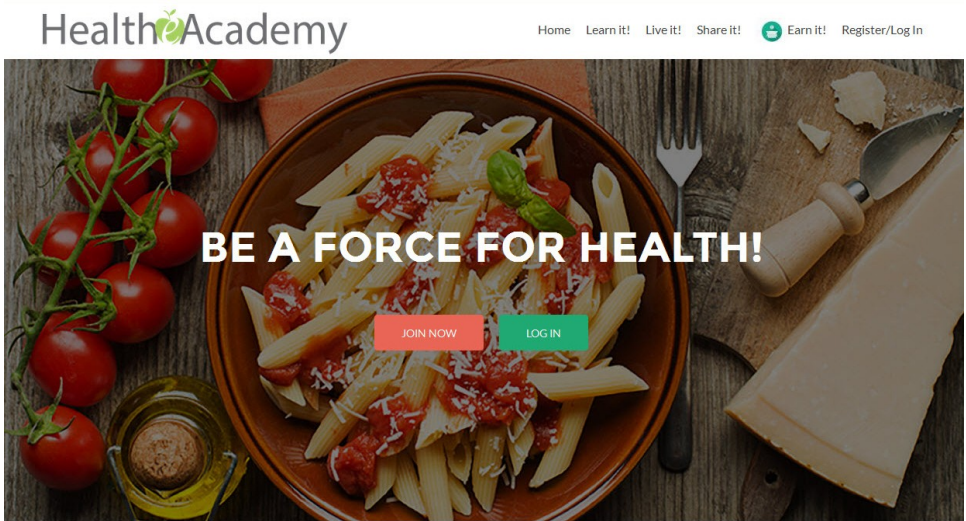 HealtheAcademy
Home Learn it! Live it! Share it! Earn it! Register/Log In
BE A FORCE FOR HEALTH!
JOIN NOW LOG IN